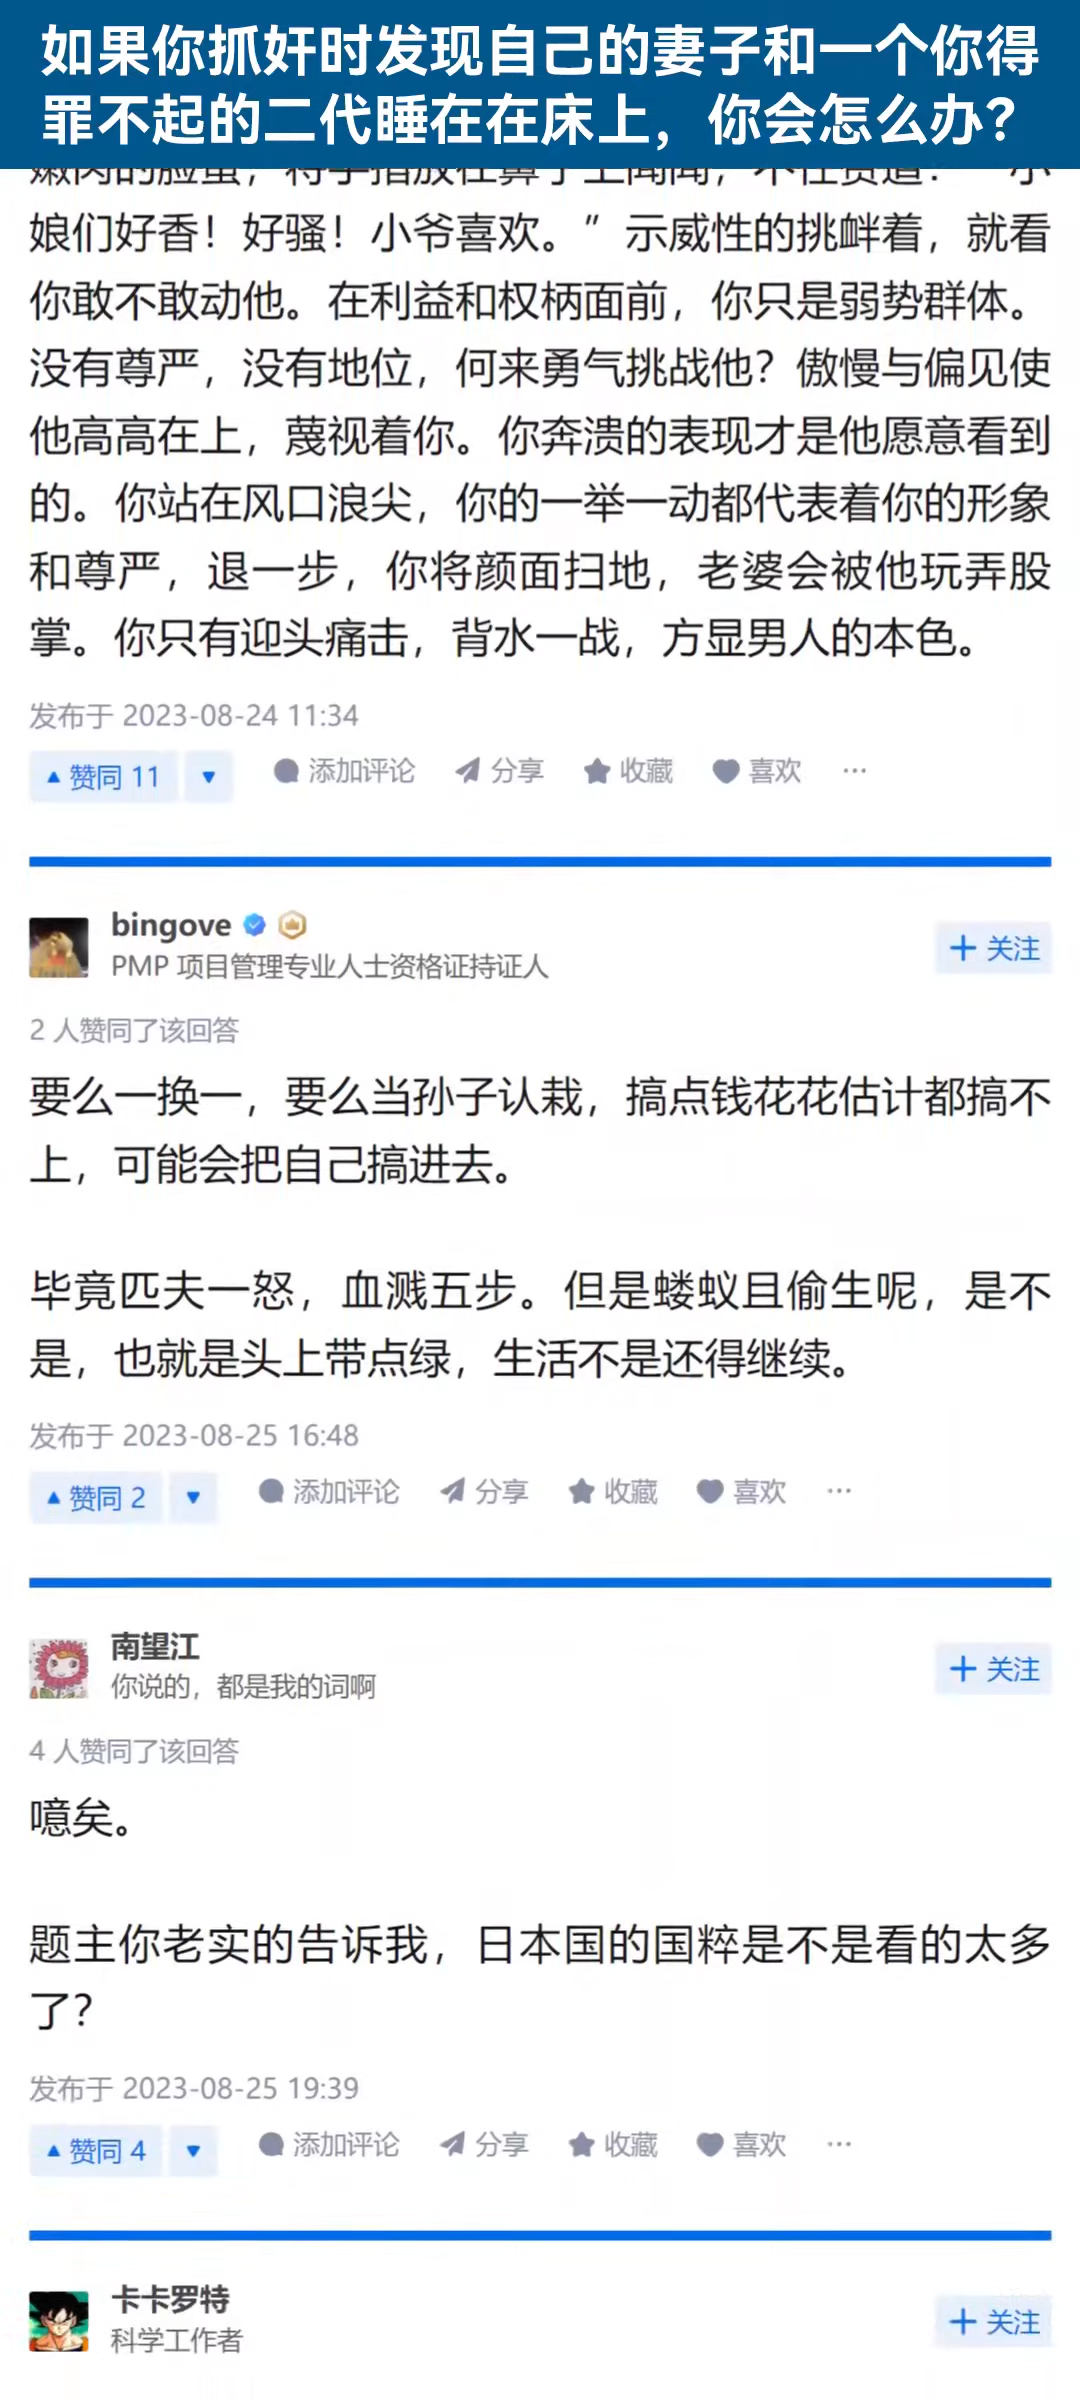 如果你抓奸时发现自己的妻子和一个你得
罪不起的二代睡在在床上，你会怎么办？
嫩肉的脸蛋，将手指放在鼻子上闻闻，不住赞道：“小
娘们好香！好骚！小爷喜欢。”示威性的挑衅着，就看
你敢不敢动他。在利益和权柄面前，你只是弱势群体。
没有尊严，没有地位，何来勇气挑战他？傲慢与偏见使
他高高在上，蔑视着你。你奔溃的表现才是他愿意看到
的。你站在风口浪尖，你的一举一动都代表着你的形象
和尊严，退一步，你将颜面扫地，老婆会被他玩弄股
掌。你只有迎头痛击，背水一战，方显男人的本色。
发布于 2023-08-24 11:34
赞同 11 添加评论 分享 收藏 喜欢 ···
bingove
PMP 项目管理专业人士资格证持证人
+ 关注
2 人赞同了该回答
要么一换一，要么当孙子认栽，搞点钱花花估计都搞不
上，可能会把自己搞进去。
毕竟匹夫一怒，血溅五步。但是蝼蚁且偷生呢，是不
是，也就是头上带点绿，生活不是还得继续。
发布于 2023-08-25 16:48
赞同 2 添加评论 分享 收藏 喜欢 ···
南望江
你说的，都是我的词啊
+ 关注
4 人赞同了该回答
噫矣。
题主你老实的告诉我，日本国的国粹是不是看的太多
了？
发布于 2023-08-25 19:39
赞同 4 添加评论 分享 收藏 喜欢 ···
卡卡罗特
科学工作者
+ 关注